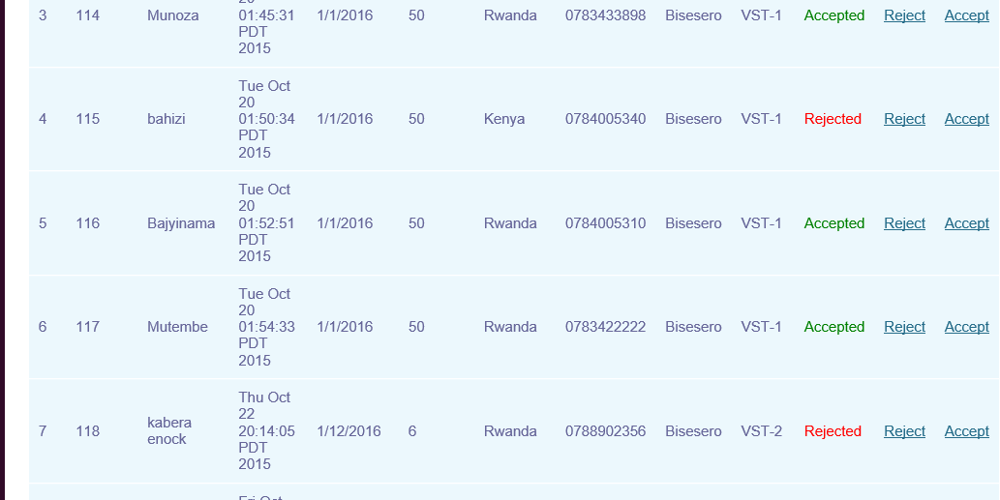 20
3 114 Munoza 01:45:31 1/1/2016 50 Rwanda 0783433898 Bisesero VST-1 Accepted Reject Accept
PDT
2015
Tue Oct
20
4 115 bahizi 01:50:34 1/1/2016 50 Kenya 0784005340 Bisesero VST-1 Rejected Reject Accept
PDT
2015
Tue Oct
20
5 116 Bajyinama 01:52:51 1/1/2016 50 Rwanda 0784005310 Bisesero VST-1 Accepted Reject Accept
PDT
2015
Tue Oct
20
6 117 Mutembe 01:54:33 1/1/2016 50 Rwanda 0783422222 Bisesero VST-1 Accepted Reject Accept
PDT
2015
Thu Oct
22
7 118 kabera enock 20:14:05 1/12/2016 6 Rwanda 0788902356 Bisesero VST-2 Rejected Reject Accept
PDT
2015
Fri Oct